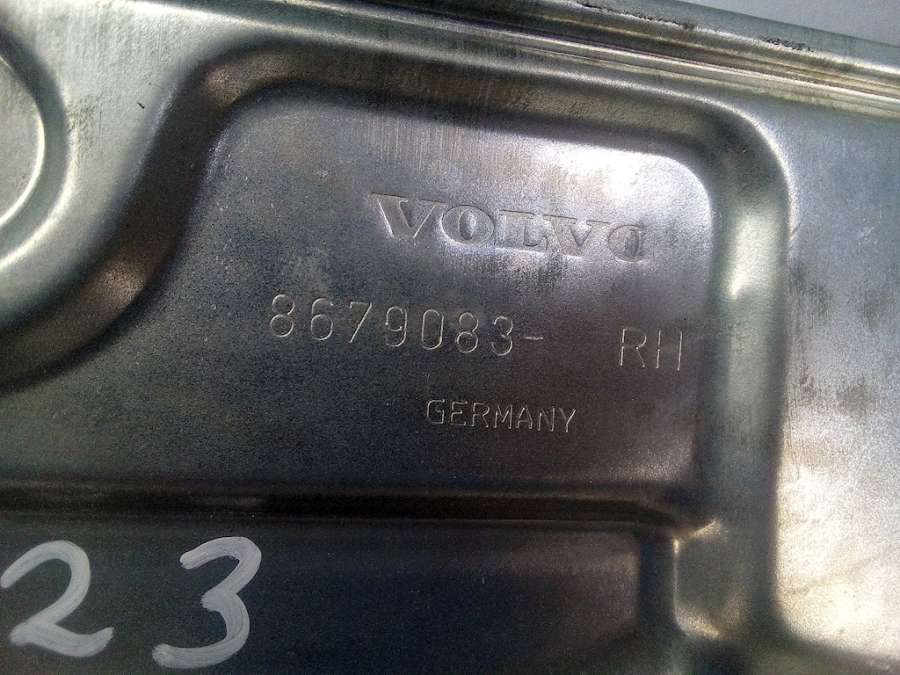 VOLVO
8679083- RH
GERMANY
23